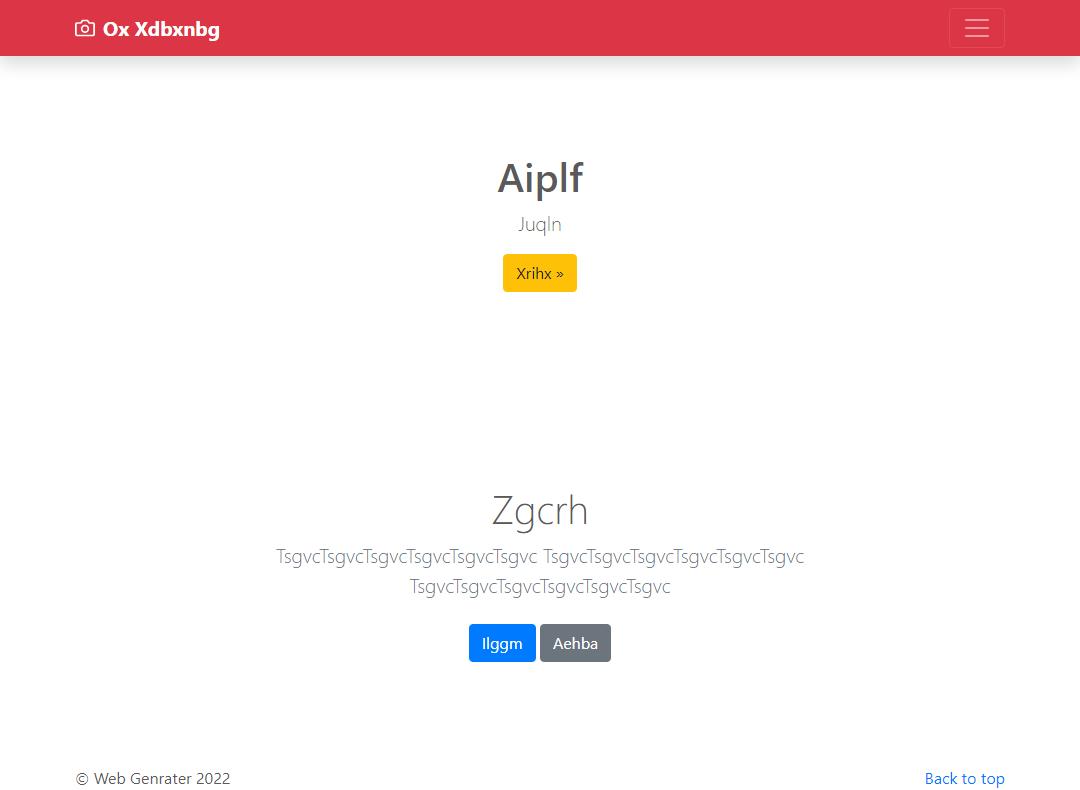 Ox Xdbxnbg
Aiplf
Juqln
Xrihx »
Zgcrh
TsgvcTsgvcTsgvcTsgvcTsgvcTsgvc TsgvcTsgvcTsgvcTsgvcTsgvcTsgvc
TsgvcTsgvcTsgvcTsgvcTsgvcTsgvc
Ilggm Aehba
© Web Genrater 2022 Back to top